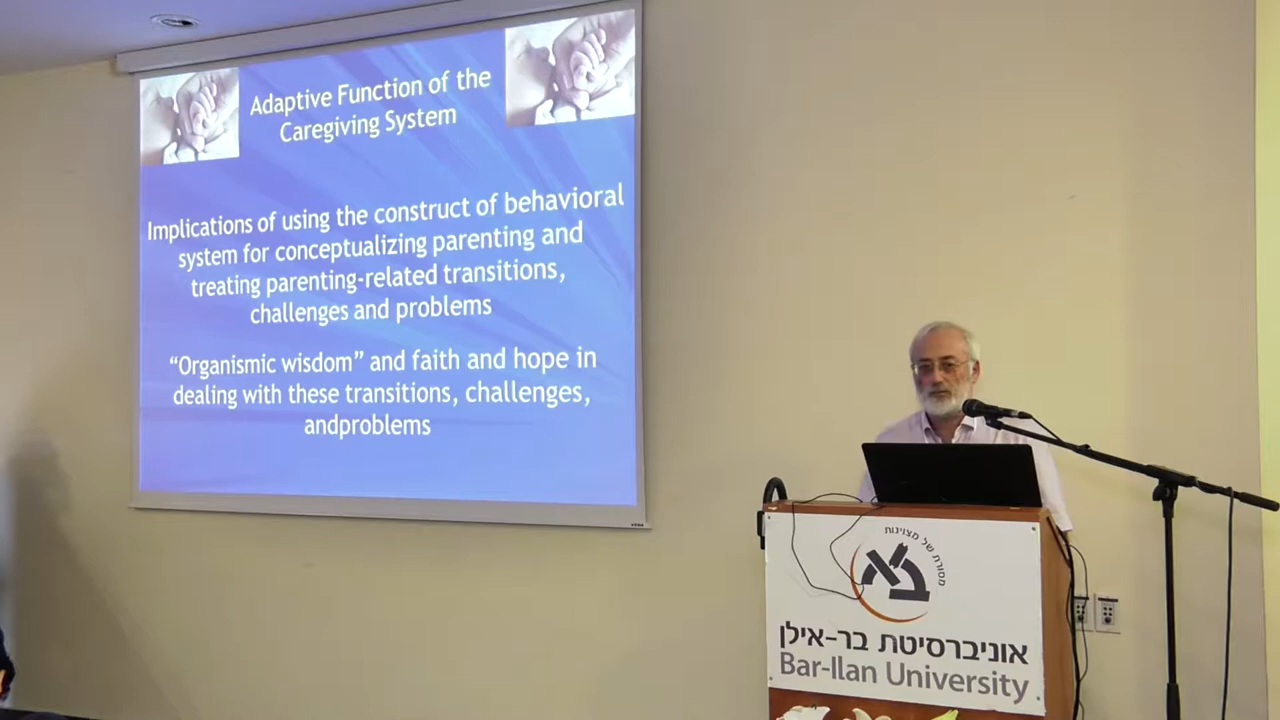 Adaptive Function of the
Caregiving System
Implications of using the construct of behavioral
system for conceptualizing parenting and
treating parenting-related transitions,
challenges and problems
“Organismic wisdom” and faith and hope in
dealing with these transitions, challenges,
andproblems
מסורת של מצוינות
בא
אוניברסיטת בר-אילן
Bar-Ilan University